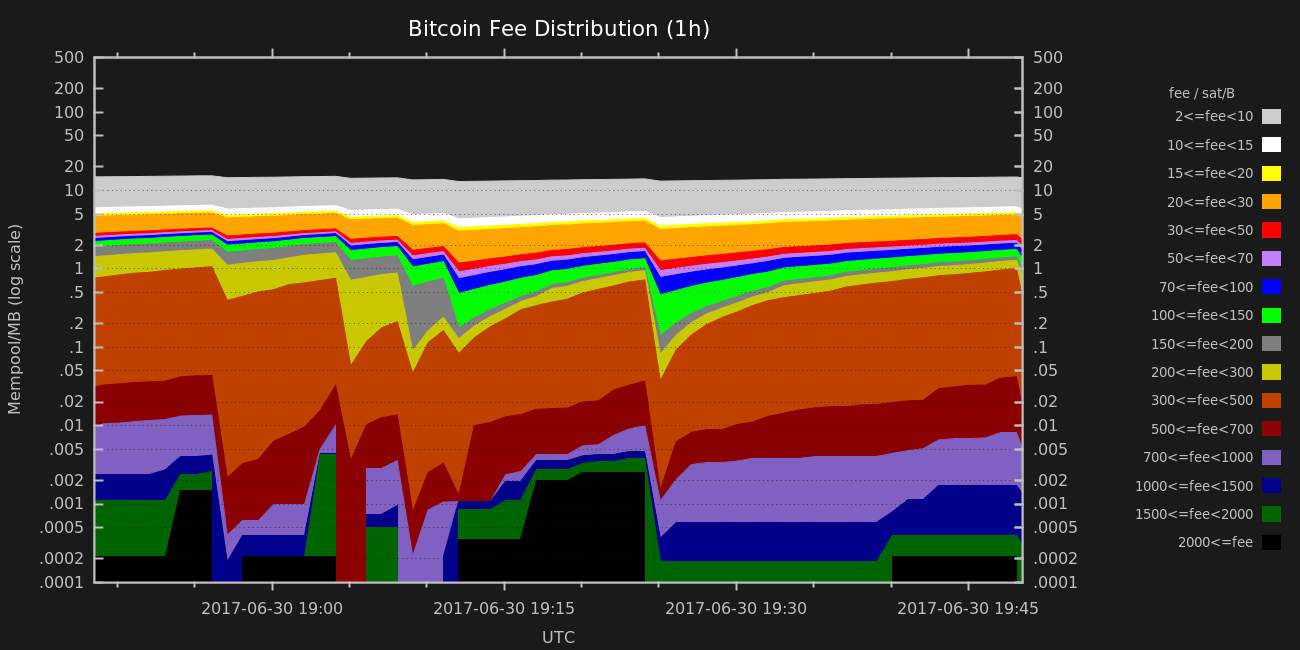 Bitcoin Fee Distribution (1h)
Mempool/MB (log scale)
500
200
100
50
20
10
5
2
1
.5
.2
.1
.05
.02
.01
.005
.002
.001
.0005
.0002
.0001
500
200
100
50
20
10
5
2
1
.5
.2
.1
.05
.02
.01
.005
.002
.001
.0005
.0002
.0001
fee / sat/B
2<=fee<10
10<=fee<15
15<=fee<20
20<=fee<30
30<=fee<50
50<=fee<70
70<=fee<100
100<=fee<150
150<=fee<200
200<=fee<300
300<=fee<500
500<=fee<700
700<=fee<1000
1000<=fee<1500
1500<=fee<2000
2000<=fee
2017-06-30 19:00
2017-06-30 19:15
2017-06-30 19:30
2017-06-30 19:45
UTC